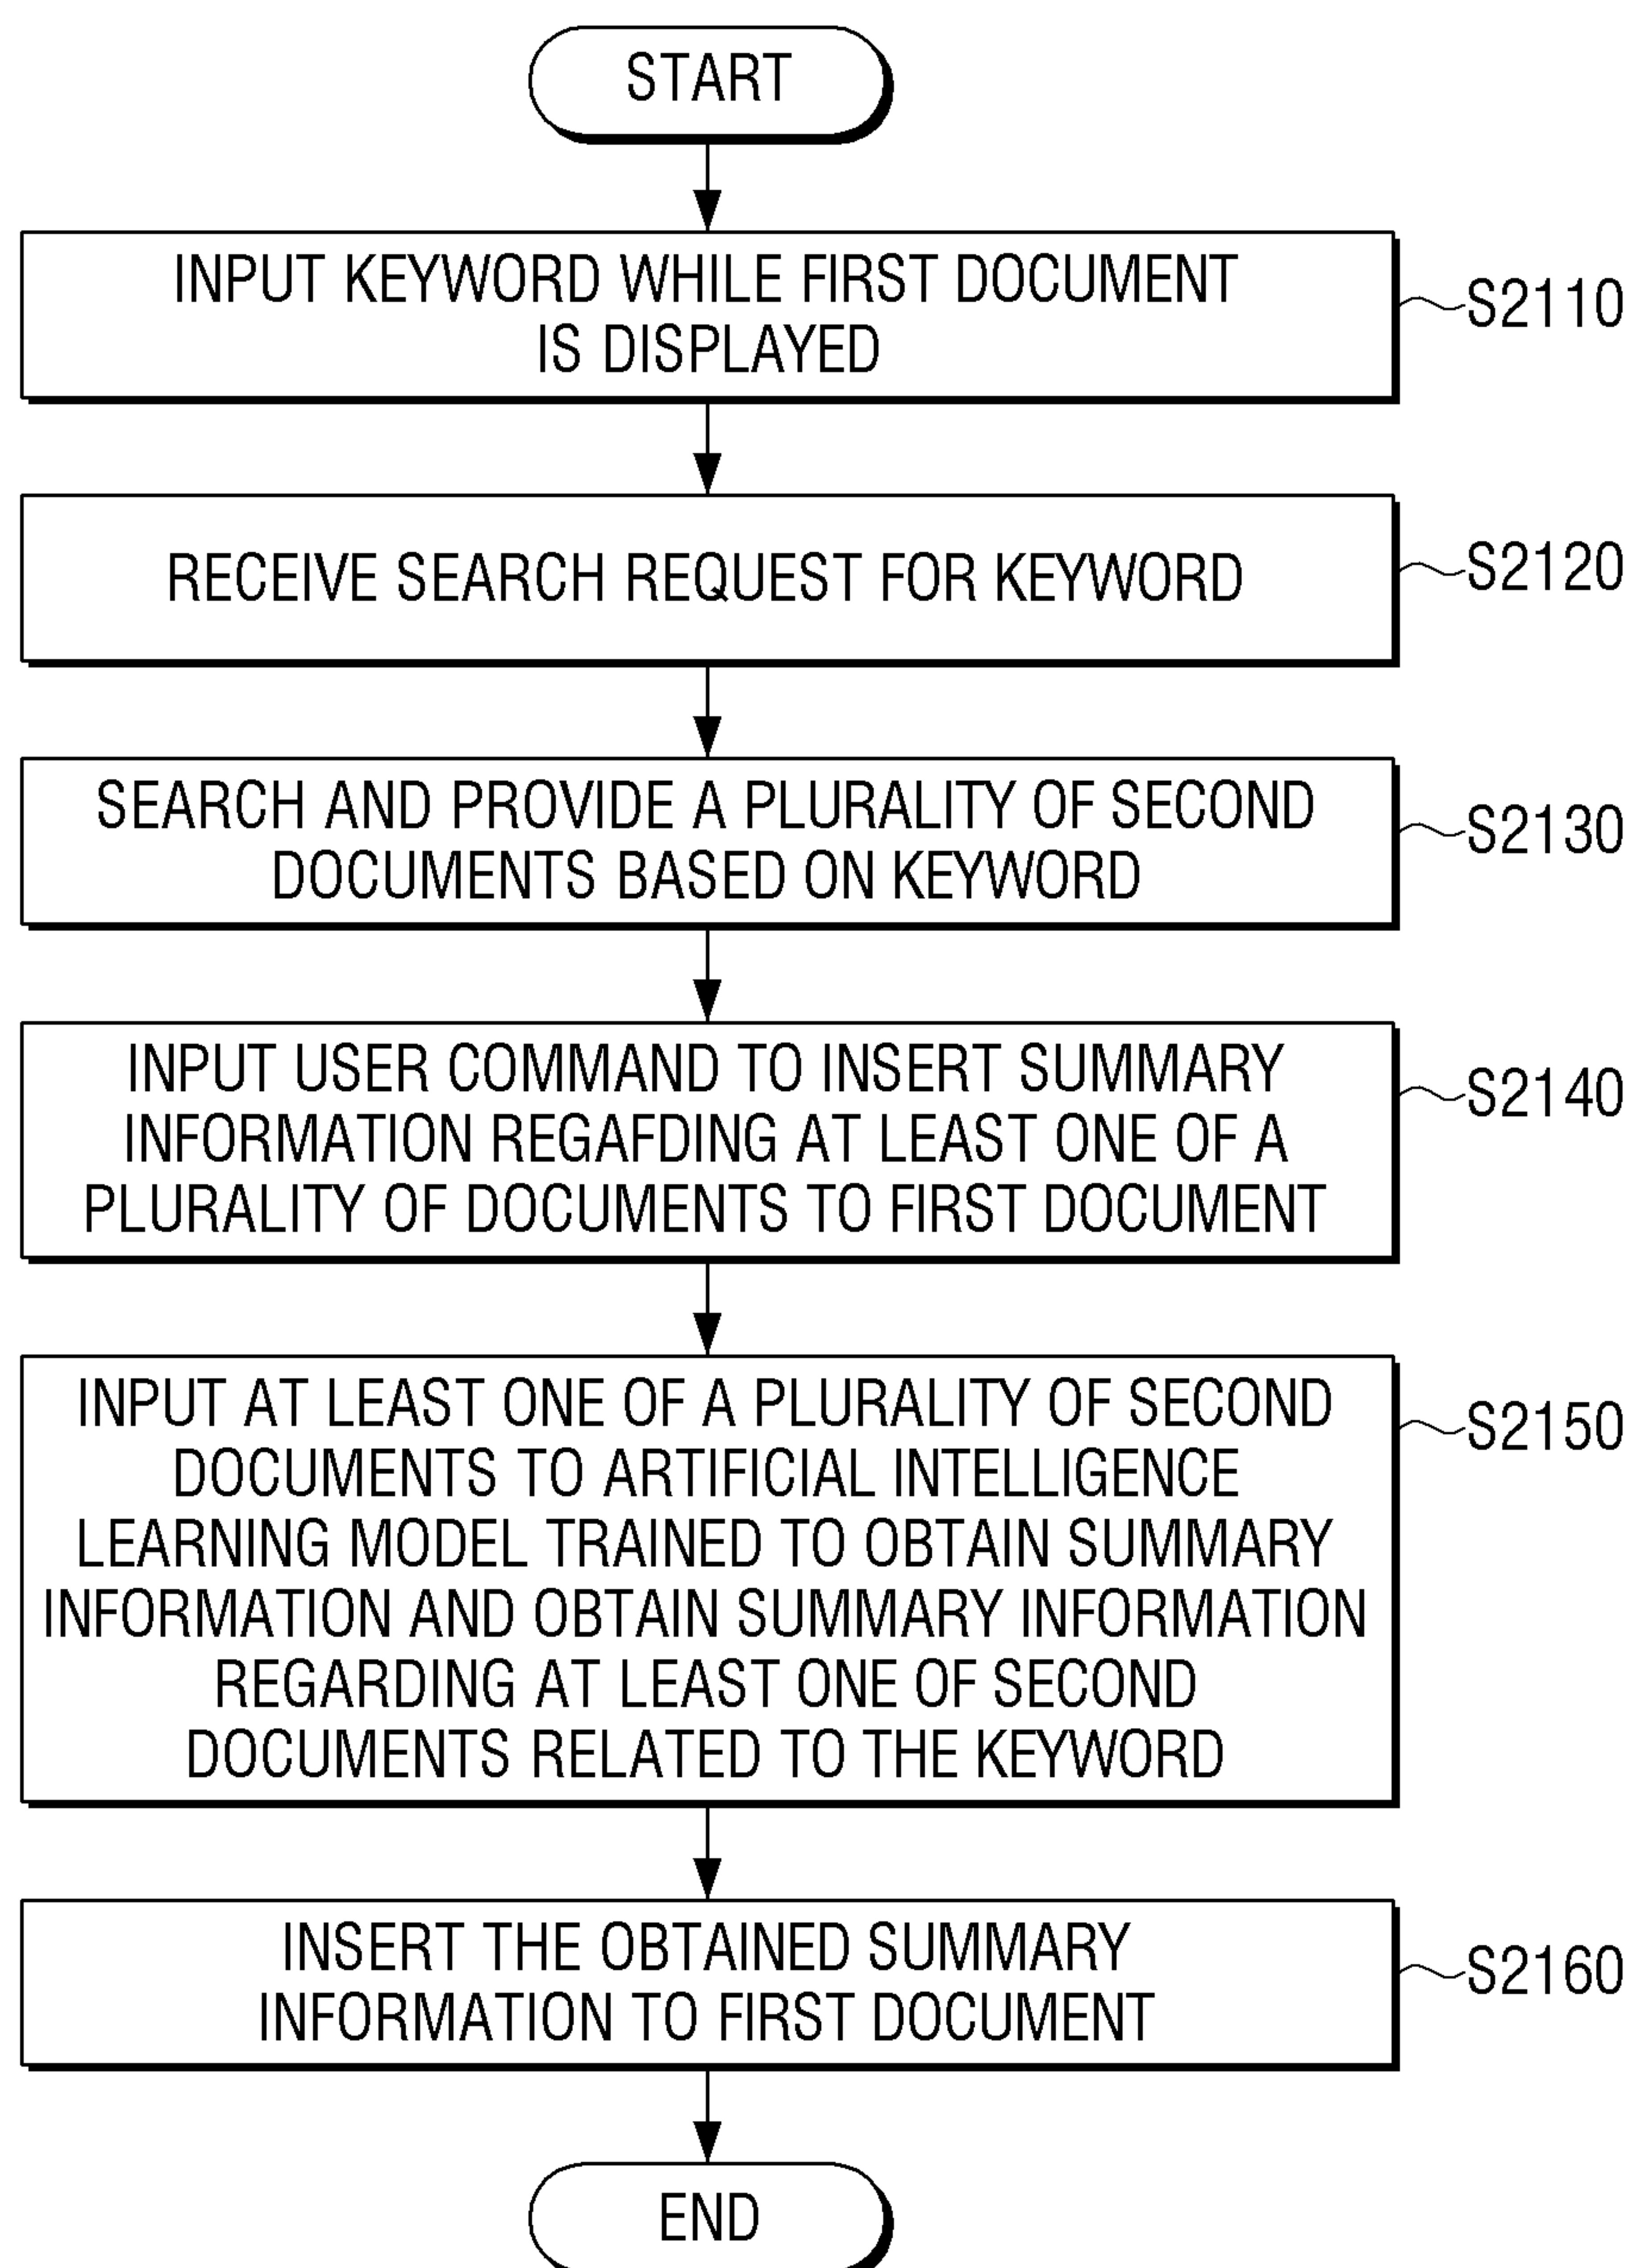 START
INPUT KEYWORD WHILE FIRST DOCUMENT
IS DISPLAYED
S2110
RECEIVE SEARCH REQUEST FOR KEYWORD
S2120
SEARCH AND PROVIDE A PLURALITY OF SECOND
DOCUMENTS BASED ON KEYWORD
S2130
INPUT USER COMMAND TO INSERT SUMMARY
INFORMATION REGAFDING AT LEAST ONE OF A
PLURALITY OF DOCUMENTS TO FIRST DOCUMENT
S2140
INPUT AT LEAST ONE OF A PLURALITY OF SECOND
DOCUMENTS TO ARTIFICIAL INTELLIGENCE
LEARNING MODEL TRAINED TO OBTAIN SUMMARY
INFORMATION AND OBTAIN SUMMARY INFORMATION
REGARDING AT LEAST ONE OF SECOND
DOCUMENTS RELATED TO THE KEYWORD
S2150
INSERT THE OBTAINED SUMMARY
INFORMATION TO FIRST DOCUMENT
S2160
END